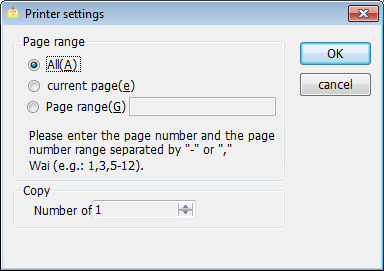 Printer settings
Page range
All(A)
OK
current page(e)
cancel
Page range(G)
Please enter the page number and the page
number range separated by "-" or ","
Wai (e.g.: 1,3,5-12).
Copy
Number of 1